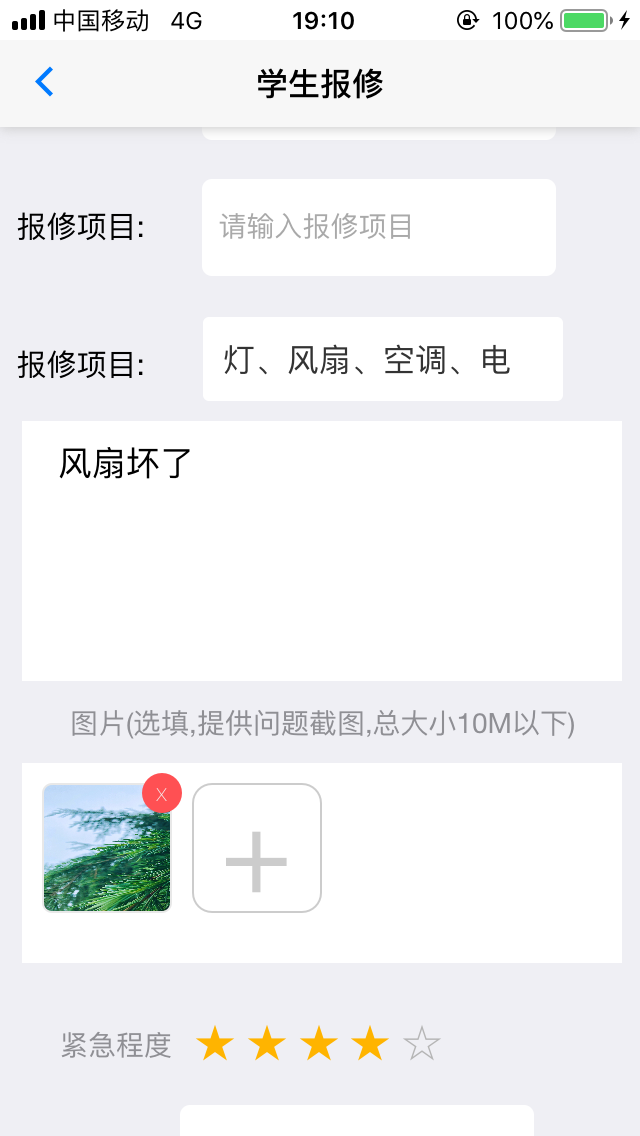 中国移动 4G 19:10 100%
学生报修
报修项目: 请输入报修项目
报修项目: 灯、风扇、空调、电
风扇坏了
图片(选填,提供问题截图,总大小10M以下)
X
紧急程度